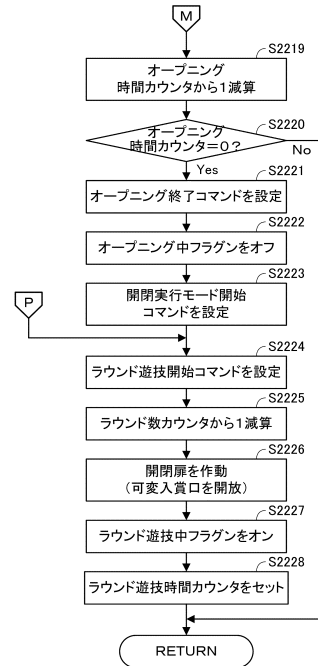 M
S2219
オープニング
時間カウンタから1減算
S2220
オープニング
時間カウンタ=0?
No
Yes
S2221
オープニング終了コマンドを設定
S2222
オープニング中フラグンをオフ
S2223
開閉実行モード開始
コマンドを設定
P
S2224
ラウンド遊技開始コマンドを設定
S2225
ラウンド数カウンタから1減算
S2226
開閉扉を作動
(可変入賞口を開放)
S2227
ラウンド遊技中フラグンをオン
S2228
ラウンド遊技時間カウンタをセット
RETURN